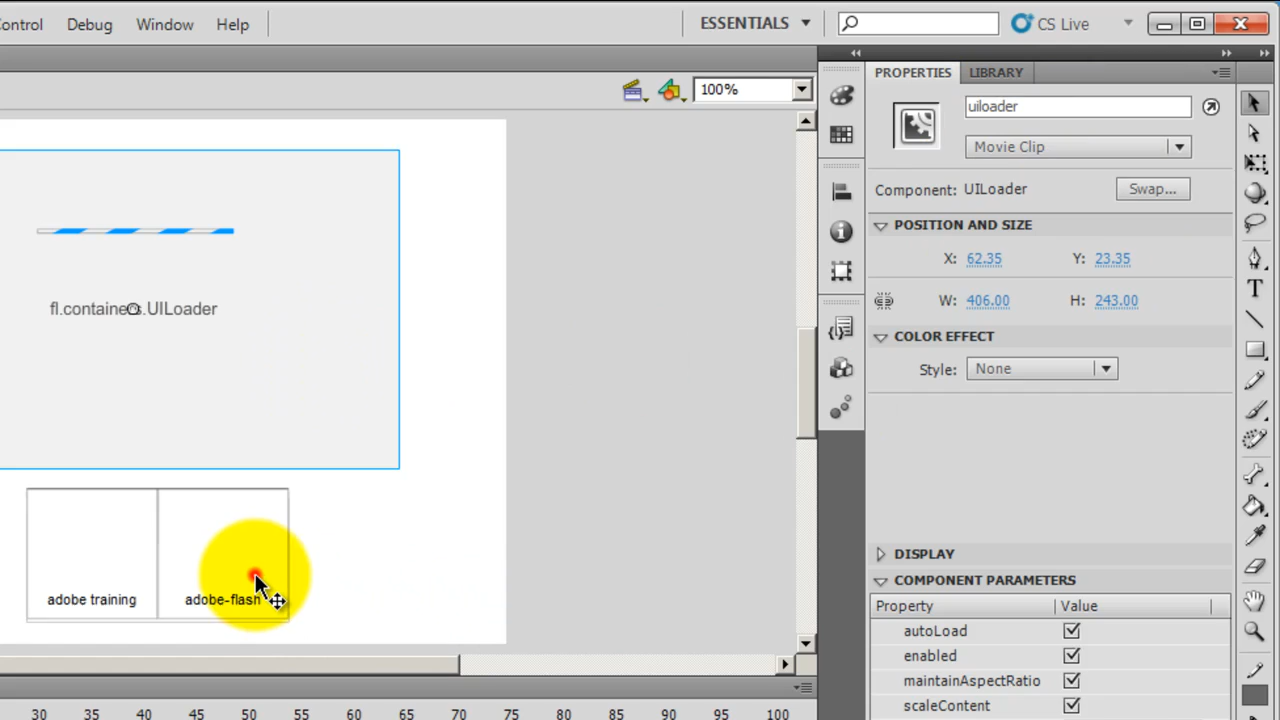 ontrol Debug Window Help ESSENTIALS CS Live
100%
PROPERTIES LIBRARY
uiloader
Movie Clip
Component: UILoader Swap...
POSITION AND SIZE
X: 62.35 Y: 23.35
W: 406.00 H: 243.00
COLOR EFFECT
Style: None
fl.containers.UILoader
adobe training adobe-flash
DISPLAY
COMPONENT PARAMETERS
Property Value
autoLoad
enabled
maintainAspectRatio
scaleContent
30 35 40 45 50 55 60 65 70 75 80 85 90 95 100